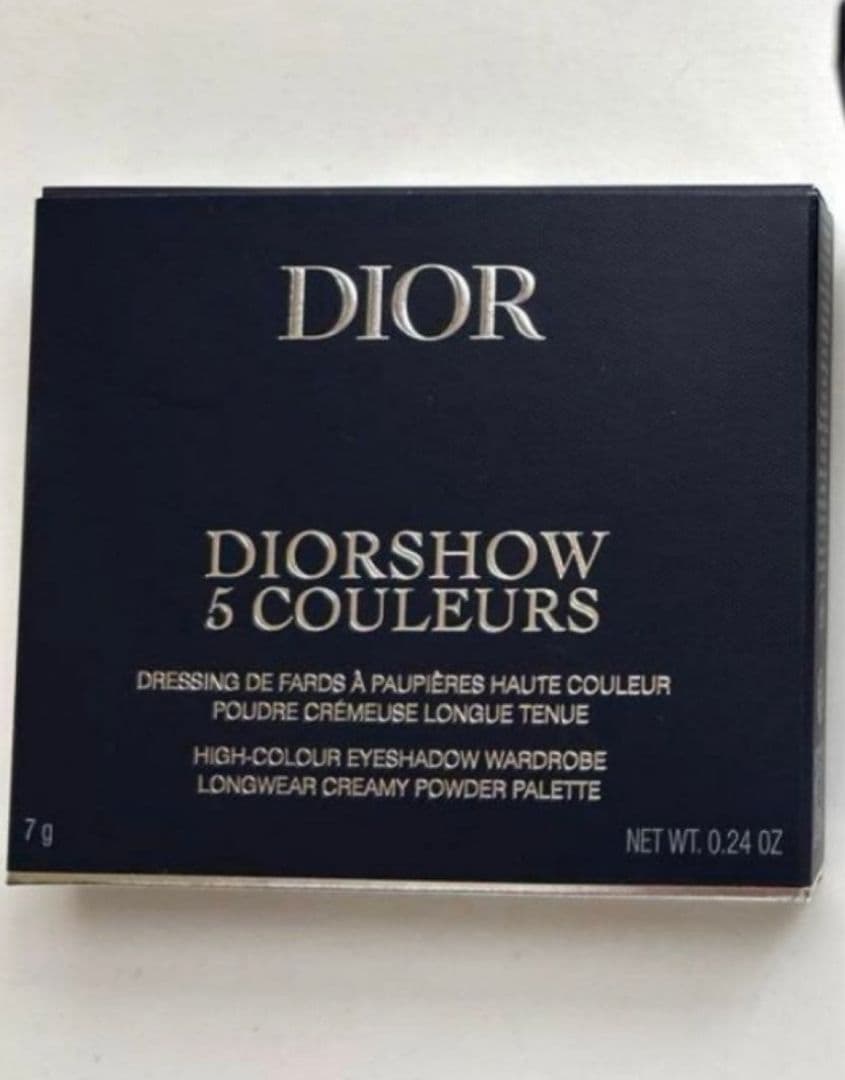 DIOR
DIORSHOW
5 COULEURS
DRESSING DE FARDS À PAUPIÈRES HAUTE COULEUR
POUDRE CRÉMEUSE LONGUE TENUE
HIGH-COLOUR EYESHADOW WARDROBE
LONGWEAR CREAMY POWDER PALETTE
7 g
NET WT. 0.24 OZ